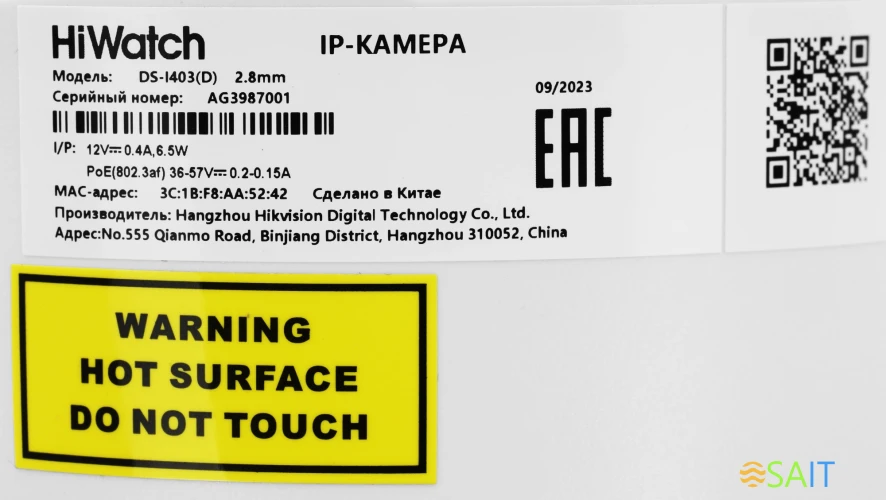 HiWatch IP-КАМЕРА
Модель: DS-I403(D) 2.8mm
Серийный номер: AG3987001
09/2023
EAC
I/P: 12V⎓0.4A,6.5W
PoE(802.3af) 36-57V⎓0.2-0.15A
MAC-адрес: 3C:1B:F8:AA:52:42 Сделано в Китае
Производитель: Hangzhou Hikvision Digital Technology Co., Ltd.
Адрес:No.555 Qianmo Road, Binjiang District, Hangzhou 310052, China
WARNING
HOT SURFACE
DO NOT TOUCH
SAIT